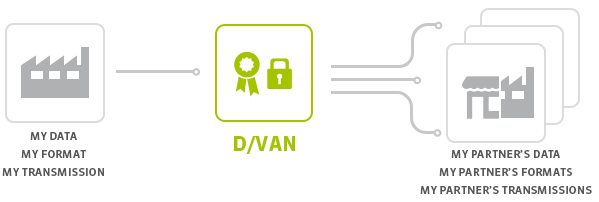 MY DATA
MY FORMAT
MY TRANSMISSION
D/VAN
MY PARTNER'S DATA
MY PARTNER'S FORMATS
MY PARTNER'S TRANSMISSIONS